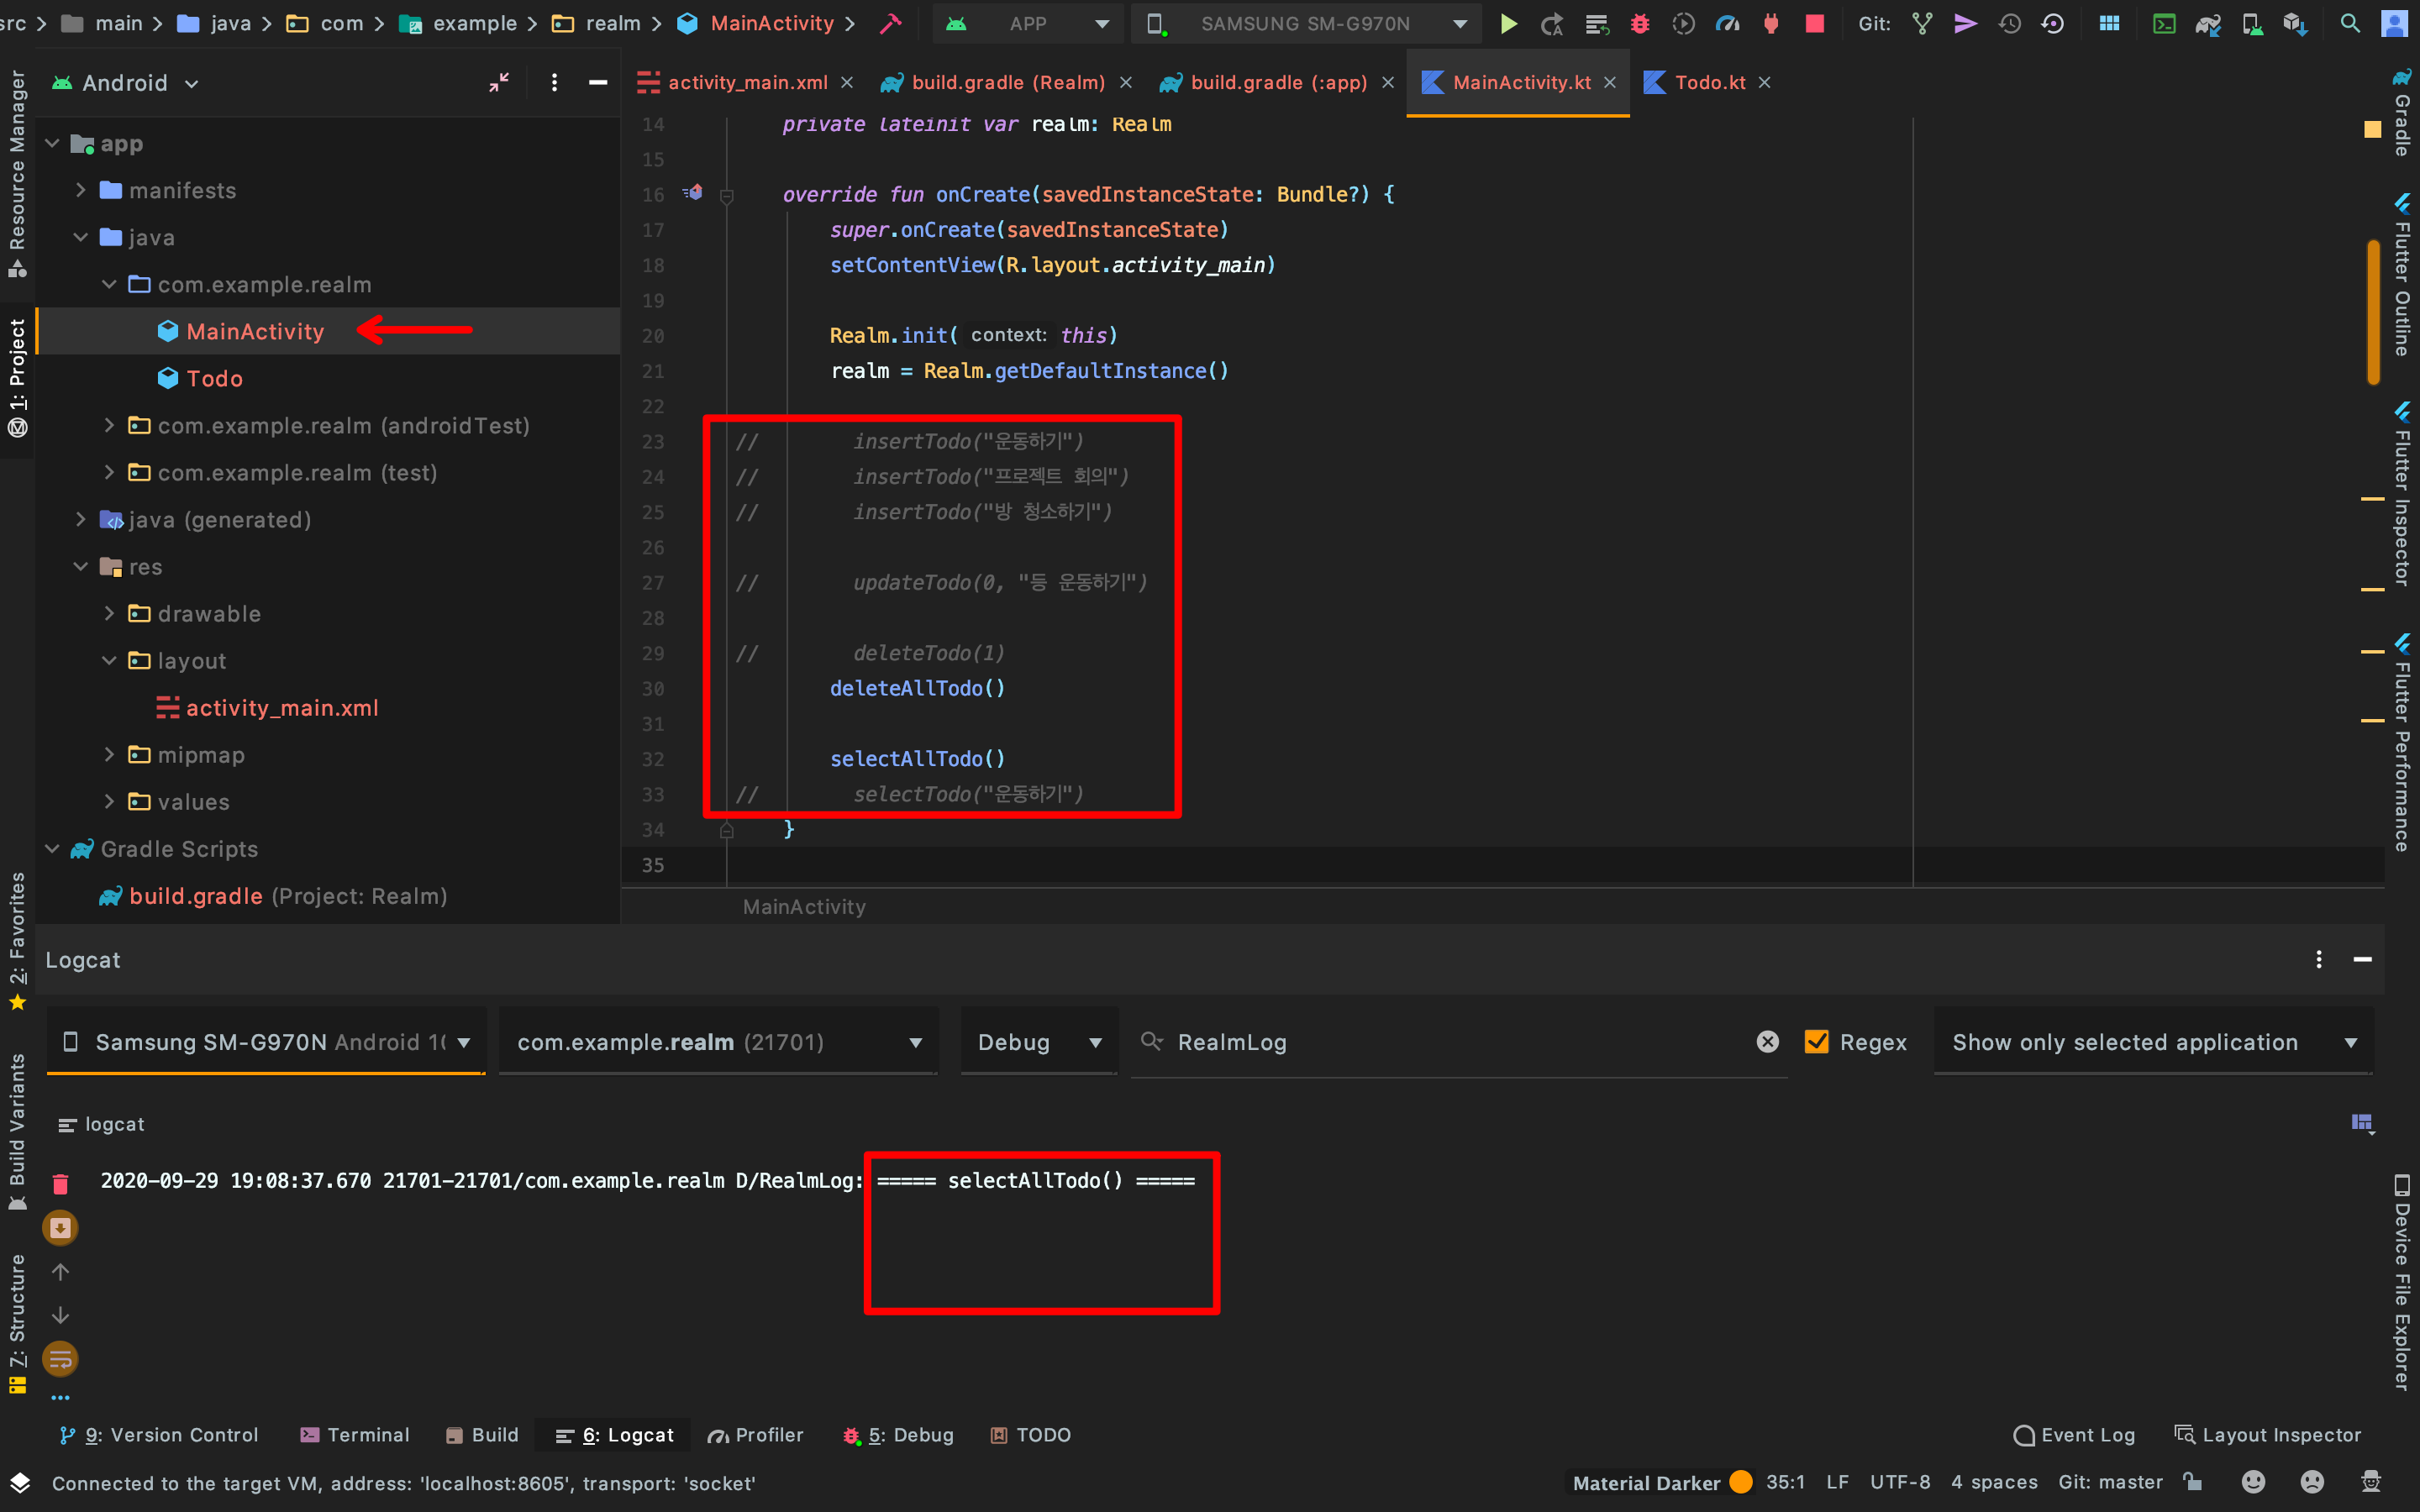 src > main > java > com > example > realm > MainActivity > APP SAMSUNG SM-G970N Git:
Android
activity_main.xml × build.gradle (Realm) × build.gradle (:app) × MainActivity.kt × Todo.kt ×
Resource Manager
1: Project
2: Favorites
Build Variants
7: Structure
app
manifests
java
com.example.realm
MainActivity
Todo
com.example.realm (androidTest)
com.example.realm (test)
java (generated)
res
drawable
layout
activity_main.xml
mipmap
values
Gradle Scripts
build.gradle (Project: Realm)
14 private lateinit var realm: Realm
15
16 override fun onCreate(savedInstanceState: Bundle?) {
17 super.onCreate(savedInstanceState)
18 setContentView(R.layout.activity_main)
19
20 Realm.init( context: this)
21 realm = Realm.getDefaultInstance()
22
23 // insertTodo("운동하기")
24 // insertTodo("프로젝트 회의")
25 // insertTodo("방 청소하기")
26
27 // updateTodo(0, "등 운동하기")
28
29 // deleteTodo(1)
30 deleteAllTodo()
31
32 selectAllTodo()
33 // selectTodo("운동하기")
34 }
35
MainActivity
Gradle
Flutter Outline
Flutter Inspector
Flutter Performance
Device File Explorer
Logcat
Samsung SM-G970N Android 1 com.example.realm (21701) Debug RealmLog Regex Show only selected application
logcat
2020-09-29 19:08:37.670 21701-21701/com.example.realm D/RealmLog: ===== selectAllTodo() =====
9: Version Control Terminal Build 6: Logcat Profiler 5: Debug TODO Event Log Layout Inspector
Connected to the target VM, address: 'localhost:8605', transport: 'socket' Material Darker 35:1 LF UTF-8 4 spaces Git: master